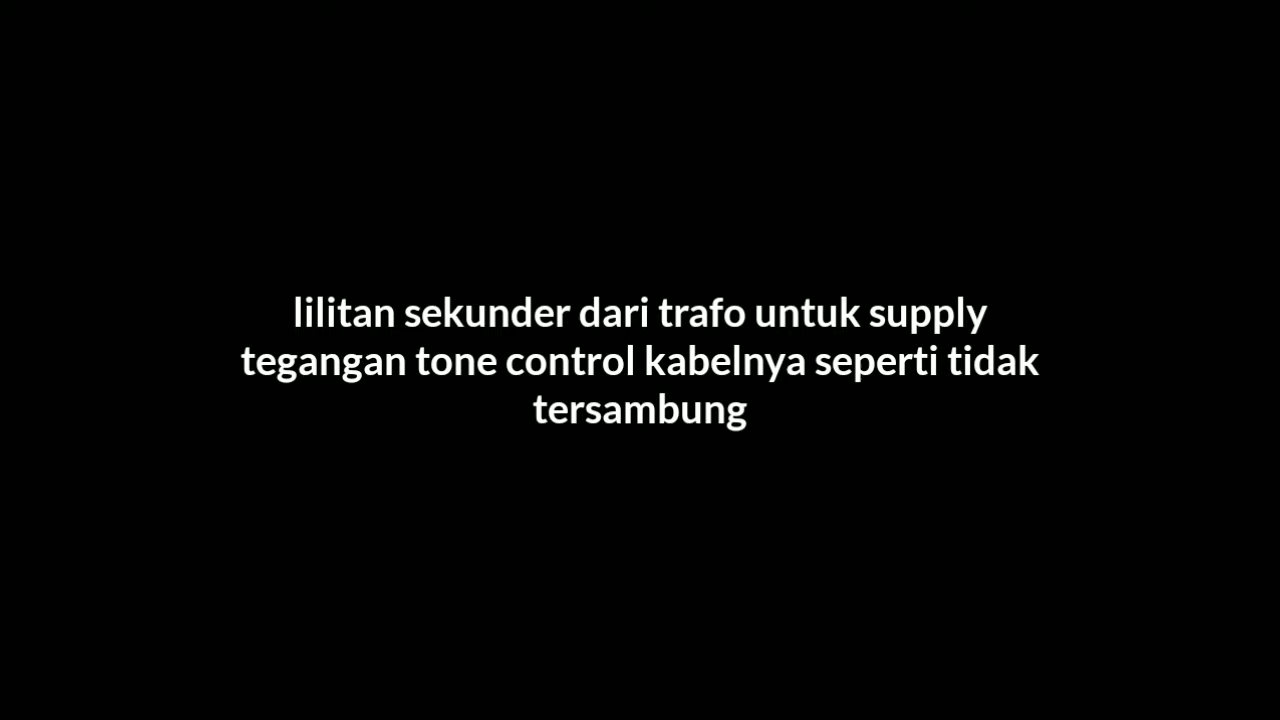 lilitan sekunder dari trafo untuk supply
tegangan tone control kabelnya seperti tidak
tersambung